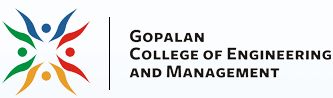 Gopalan
College of Engineering
and Management